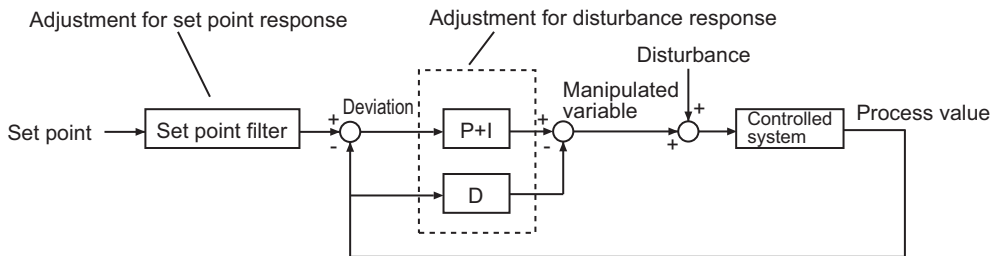 Adjustment for set point response
Adjustment for disturbance response
Disturbance
Manipulated
variable
Deviation
+
+
+
Set point
Set point filter
P+I
Controlled
system
Process value
-
-
+
D